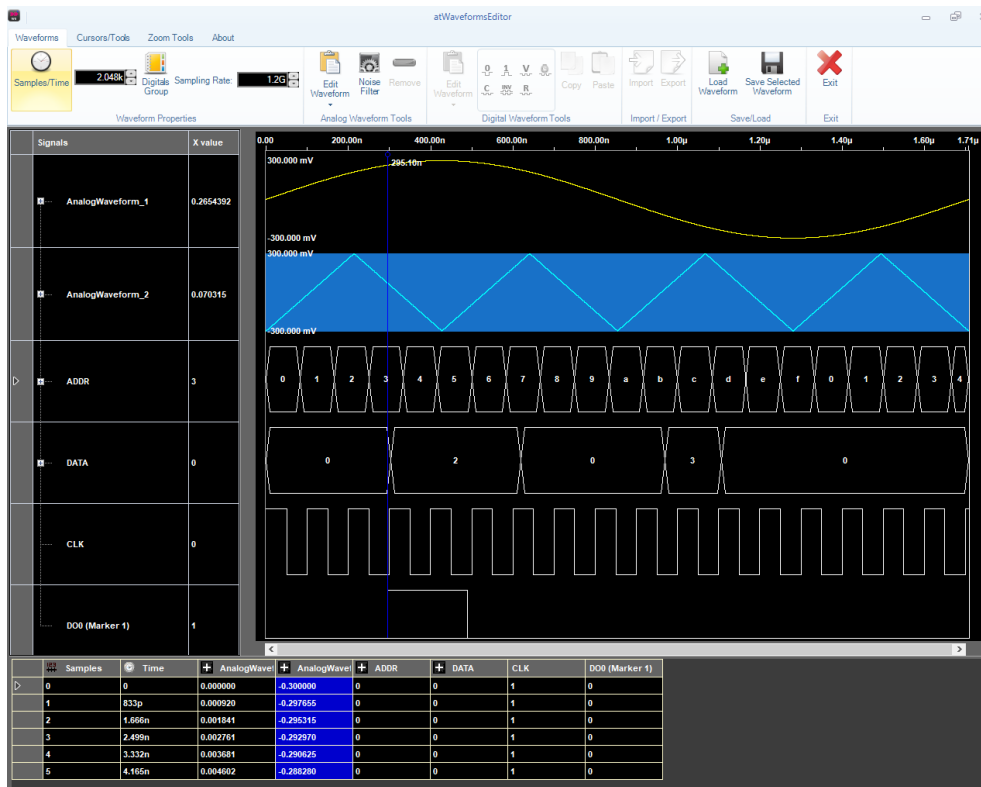 atWaveformsEditor
Waveforms Cursors/Tools Zoom Tools About
Samples/Time 2.048k Digitals Group Sampling Rate: 1.2G Edit Waveform Noise Filter Remove Edit Waveform 0 1 V C INV R Copy Paste Import Export Load Waveform Save Selected Waveform Exit
Waveform Properties Analog Waveform Tools Digital Waveform Tools Import / Export Save/Load Exit
Signals X value 0.00 200.00n 400.00n 600.00n 800.00n 1.00µ 1.20µ 1.40µ 1.60µ 1.71µ
300.000 mV 295.10n
AnalogWaveform_1 0.2654392
-300.000 mV
300.000 mV
AnalogWaveform_2 0.070315
-300.000 mV
ADDR 3 0 1 2 3 4 5 6 7 8 9 a b c d e f 0 1 2 3 4
DATA 0 0 2 0 3 0
CLK 0
DO0 (Marker 1) 1
Samples Time AnalogWavef AnalogWavef ADDR DATA CLK DO0 (Marker 1)
0 0 0.000000 -0.300000 0 0 1 0
1 833p 0.000920 -0.297655 0 0 1 0
2 1.666n 0.001841 -0.295315 0 0 1 0
3 2.499n 0.002761 -0.292970 0 0 1 0
4 3.332n 0.003681 -0.290625 0 0 1 0
5 4.165n 0.004602 -0.288280 0 0 1 0